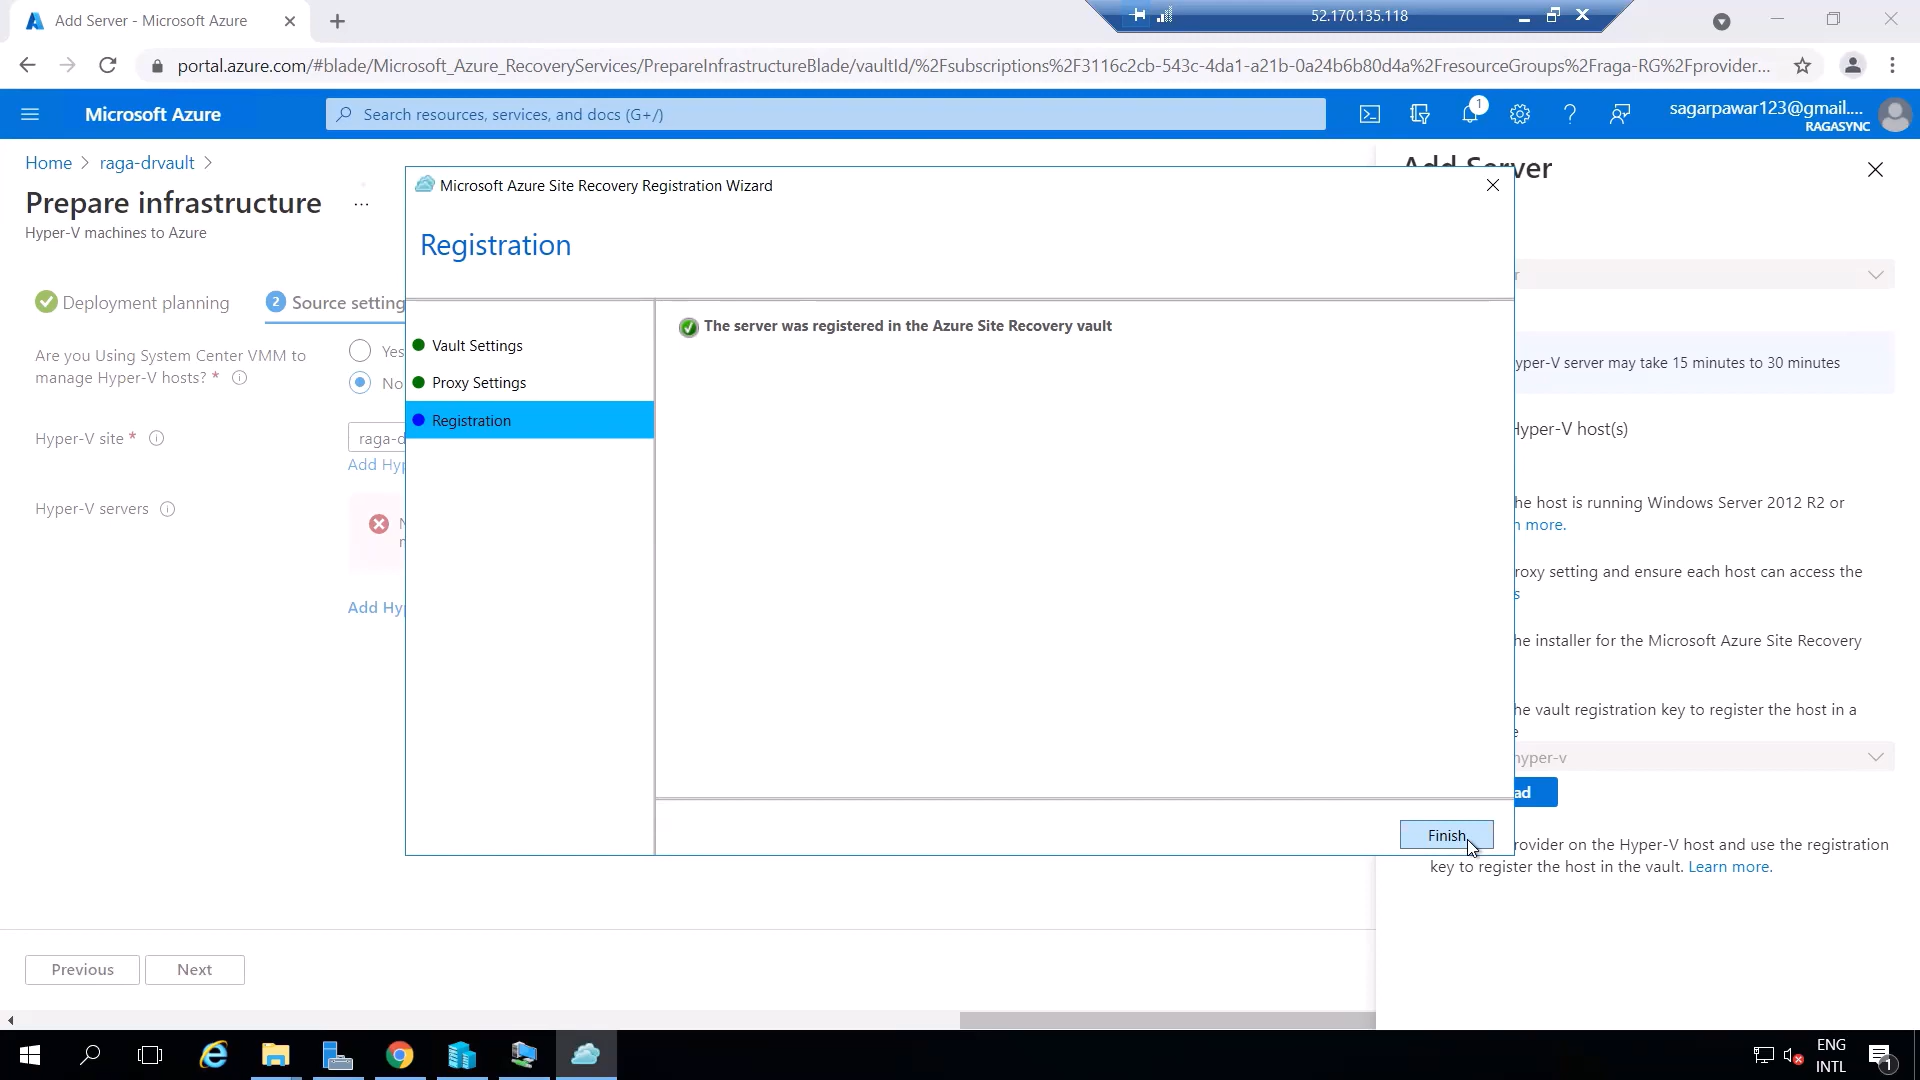 Add Server - Microsoft Azure
52.170.135.118
portal.azure.com/#blade/Microsoft_Azure_RecoveryServices/PrepareInfrastructureBlade/vaultId/%2Fsubscriptions%2F3116c2cb-543c-4da1-a21b-0a24b6b80d4a%2FresourceGroups%2Fraga-RG%2Fprovider...
Microsoft Azure
Search resources, services, and docs (G+/)
1
sagarpawar123@gmail....
RAGASYNC
Home > raga-drvault >
Prepare infrastructure ...
Hyper-V machines to Azure
Deployment planning
2 Source setting
Are you Using System Center VMM to
manage Hyper-V hosts? *
Yes
No
Hyper-V site *
raga-d
Add Hyp
Hyper-V servers
Add Hy
Microsoft Azure Site Recovery Registration Wizard
Registration
Vault Settings
Proxy Settings
Registration
The server was registered in the Azure Site Recovery vault
Finish
Add Server
r
yper-V server may take 15 minutes to 30 minutes
Hyper-V host(s)
he host is running Windows Server 2012 R2 or
n more.
roxy setting and ensure each host can access the
s
he installer for the Microsoft Azure Site Recovery
he vault registration key to register the host in a
e
hyper-v
ad
rovider on the Hyper-V host and use the registration
key to register the host in the vault. Learn more.
Previous
Next
ENG
INTL
1